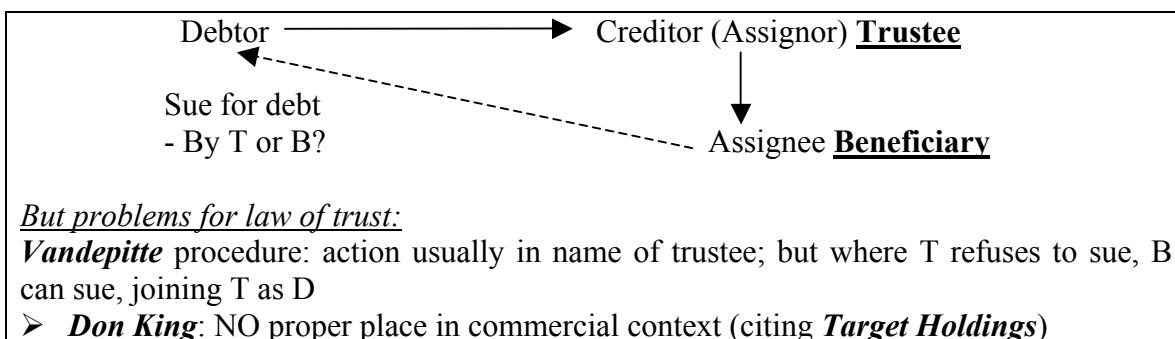 Debtor Creditor (Assignor) Trustee
Sue for debt
- By T or B? Assignee Beneficiary
But problems for law of trust:
Vandepitte procedure: action usually in name of trustee; but where T refuses to sue, B
can sue, joining T as D
➢ Don King: NO proper place in commercial context (citing Target Holdings)